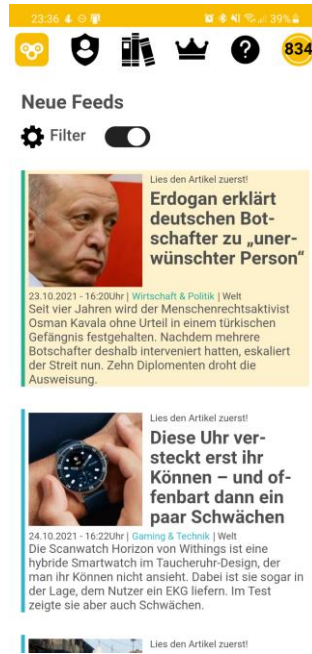 23:36
39%
834
Neue Feeds
Filter
Lies den Artikel zuerst!
Erdogan erklärt
deutschen Bot-
schafter zu „uner-
wünschter Person“
23.10.2021 - 16:20Uhr | Wirtschaft & Politik | Welt
Seit vier Jahren wird der Menschenrechtsaktivist
Osman Kavala ohne Urteil in einem türkischen
Gefängnis festgehalten. Nachdem mehrere
Botschafter deshalb interveniert hatten, eskaliert
der Streit nun. Zehn Diplomenten droht die
Ausweisung.
Lies den Artikel zuerst!
Diese Uhr ver-
steckt erst ihr
Können – und of-
fenbart dann ein
paar Schwächen
24.10.2021 - 16:22Uhr | Gaming & Technik | Welt
Die Scanwatch Horizon von Withings ist eine
hybride Smartwatch im Taucheruhr-Design, der
man ihr Können nicht ansieht. Dabei ist sie sogar in
der Lage, dem Nutzer ein EKG liefern. Im Test
zeigte sie aber auch Schwächen.
Lies den Artikel zuerst!